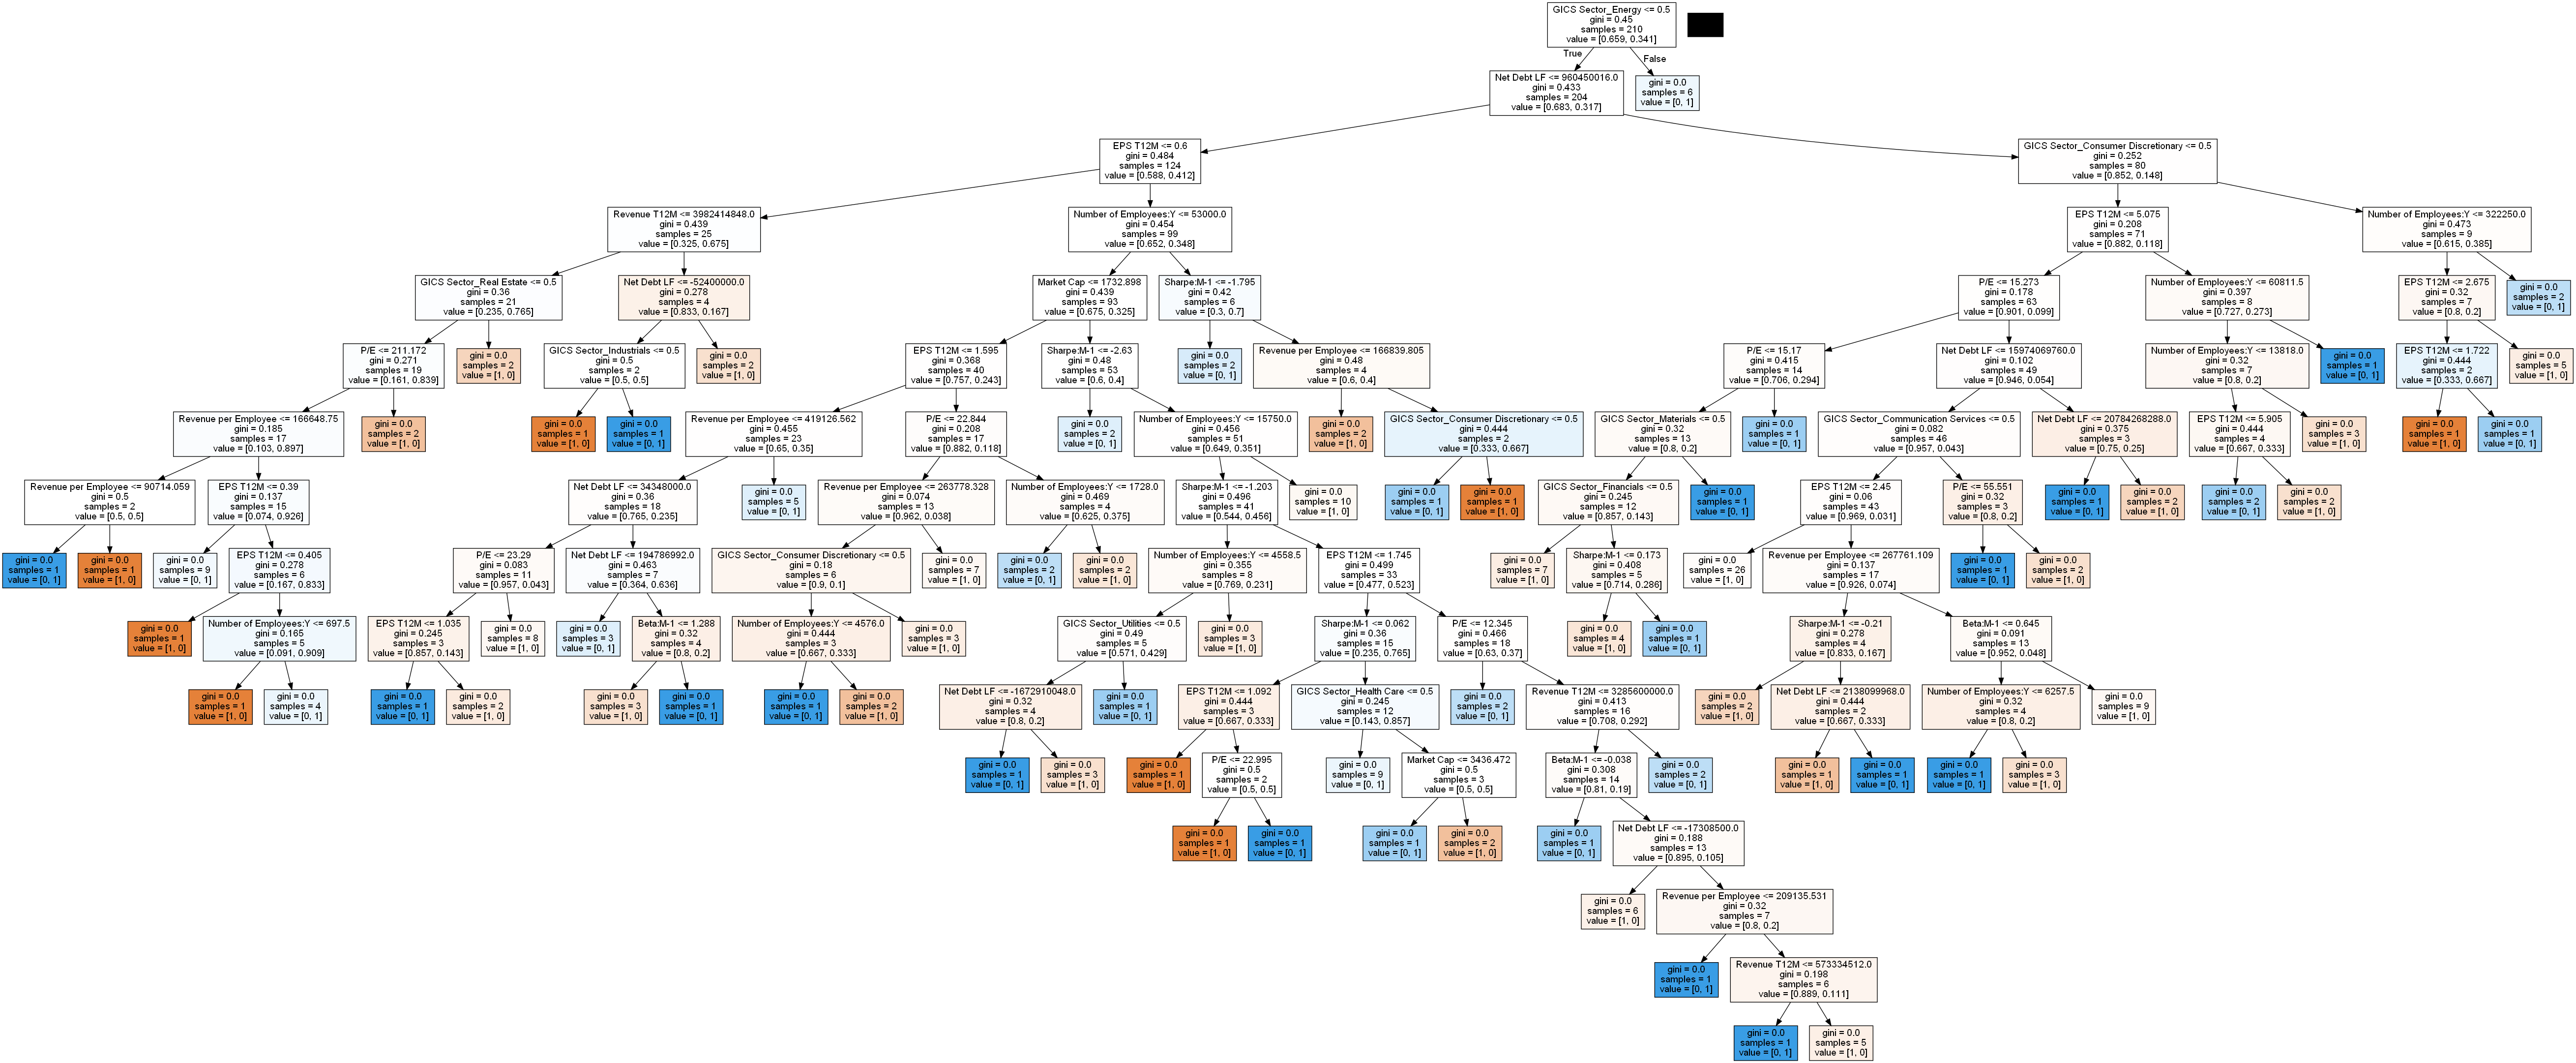 GICS Sector_Energy <= 0.5
gini = 0.45
samples = 210
value = [0.659, 0.341]
True
False
Net Debt LF <= 960450016.0
gini = 0.433
samples = 204
value = [0.683, 0.317]
gini = 0.0
samples = 6
value = [0, 1]
EPS T12M <= 0.6
gini = 0.484
samples = 124
value = [0.588, 0.412]
GICS Sector_Consumer Discretionary <= 0.5
gini = 0.252
samples = 80
value = [0.852, 0.148]
Revenue T12M <= 3982414848.0
gini = 0.439
samples = 25
value = [0.325, 0.675]
Number of Employees:Y <= 53000.0
gini = 0.454
samples = 99
value = [0.652, 0.348]
EPS T12M <= 5.075
gini = 0.208
samples = 71
value = [0.882, 0.118]
Number of Employees:Y <= 322250.0
gini = 0.473
samples = 9
value = [0.615, 0.385]
GICS Sector_Real Estate <= 0.5
gini = 0.36
samples = 21
value = [0.235, 0.765]
Net Debt LF <= -52400000.0
gini = 0.278
samples = 4
value = [0.833, 0.167]
Market Cap <= 1732.898
gini = 0.439
samples = 93
value = [0.675, 0.325]
Sharpe:M-1 <= -1.795
gini = 0.42
samples = 6
value = [0.3, 0.7]
P/E <= 15.273
gini = 0.178
samples = 63
value = [0.901, 0.099]
Number of Employees:Y <= 60811.5
gini = 0.397
samples = 8
value = [0.727, 0.273]
EPS T12M <= 2.675
gini = 0.32
samples = 7
value = [0.8, 0.2]
gini = 0.0
samples = 2
value = [0, 1]
P/E <= 211.172
gini = 0.271
samples = 19
value = [0.161, 0.839]
gini = 0.0
samples = 2
value = [1, 0]
GICS Sector_Industrials <= 0.5
gini = 0.5
samples = 2
value = [0.5, 0.5]
gini = 0.0
samples = 2
value = [1, 0]
EPS T12M <= 1.595
gini = 0.368
samples = 40
value = [0.757, 0.243]
Sharpe:M-1 <= -2.63
gini = 0.48
samples = 53
value = [0.6, 0.4]
gini = 0.0
samples = 2
value = [0, 1]
Revenue per Employee <= 166839.805
gini = 0.48
samples = 4
value = [0.6, 0.4]
P/E <= 15.17
gini = 0.415
samples = 14
value = [0.706, 0.294]
Net Debt LF <= 15974069760.0
gini = 0.102
samples = 49
value = [0.946, 0.054]
Number of Employees:Y <= 13818.0
gini = 0.32
samples = 7
value = [0.8, 0.2]
gini = 0.0
samples = 1
value = [0, 1]
EPS T12M <= 1.722
gini = 0.444
samples = 2
value = [0.333, 0.667]
gini = 0.0
samples = 5
value = [1, 0]
Revenue per Employee <= 166648.75
gini = 0.185
samples = 17
value = [0.103, 0.897]
gini = 0.0
samples = 2
value = [1, 0]
gini = 0.0
samples = 1
value = [1, 0]
gini = 0.0
samples = 1
value = [0, 1]
Revenue per Employee <= 419126.562
gini = 0.455
samples = 23
value = [0.65, 0.35]
P/E <= 22.844
gini = 0.208
samples = 17
value = [0.882, 0.118]
gini = 0.0
samples = 2
value = [0, 1]
Number of Employees:Y <= 15750.0
gini = 0.456
samples = 51
value = [0.649, 0.351]
gini = 0.0
samples = 2
value = [1, 0]
GICS Sector_Consumer Discretionary <= 0.5
gini = 0.444
samples = 2
value = [0.333, 0.667]
GICS Sector_Materials <= 0.5
gini = 0.32
samples = 13
value = [0.8, 0.2]
gini = 0.0
samples = 1
value = [0, 1]
GICS Sector_Communication Services <= 0.5
gini = 0.082
samples = 46
value = [0.957, 0.043]
Net Debt LF <= 20784268288.0
gini = 0.375
samples = 3
value = [0.75, 0.25]
EPS T12M <= 5.905
gini = 0.444
samples = 4
value = [0.667, 0.333]
gini = 0.0
samples = 3
value = [1, 0]
gini = 0.0
samples = 1
value = [1, 0]
gini = 0.0
samples = 1
value = [0, 1]
Revenue per Employee <= 90714.059
gini = 0.5
samples = 2
value = [0.5, 0.5]
EPS T12M <= 0.39
gini = 0.137
samples = 15
value = [0.074, 0.926]
Net Debt LF <= 34348000.0
gini = 0.36
samples = 18
value = [0.765, 0.235]
gini = 0.0
samples = 5
value = [0, 1]
Revenue per Employee <= 263778.328
gini = 0.074
samples = 13
value = [0.962, 0.038]
Number of Employees:Y <= 1728.0
gini = 0.469
samples = 4
value = [0.625, 0.375]
Sharpe:M-1 <= -1.203
gini = 0.496
samples = 41
value = [0.544, 0.456]
gini = 0.0
samples = 10
value = [1, 0]
gini = 0.0
samples = 1
value = [0, 1]
gini = 0.0
samples = 1
value = [1, 0]
GICS Sector_Financials <= 0.5
gini = 0.245
samples = 12
value = [0.857, 0.143]
gini = 0.0
samples = 1
value = [0, 1]
EPS T12M <= 2.45
gini = 0.06
samples = 43
value = [0.969, 0.031]
P/E <= 55.551
gini = 0.32
samples = 3
value = [0.8, 0.2]
gini = 0.0
samples = 1
value = [0, 1]
gini = 0.0
samples = 2
value = [1, 0]
gini = 0.0
samples = 2
value = [0, 1]
gini = 0.0
samples = 2
value = [1, 0]
gini = 0.0
samples = 1
value = [0, 1]
gini = 0.0
samples = 1
value = [1, 0]
gini = 0.0
samples = 9
value = [0, 1]
EPS T12M <= 0.405
gini = 0.278
samples = 6
value = [0.167, 0.833]
P/E <= 23.29
gini = 0.083
samples = 11
value = [0.957, 0.043]
Net Debt LF <= 194786992.0
gini = 0.463
samples = 7
value = [0.364, 0.636]
GICS Sector_Consumer Discretionary <= 0.5
gini = 0.18
samples = 6
value = [0.9, 0.1]
gini = 0.0
samples = 7
value = [1, 0]
gini = 0.0
samples = 2
value = [0, 1]
gini = 0.0
samples = 2
value = [1, 0]
Number of Employees:Y <= 4558.5
gini = 0.355
samples = 8
value = [0.769, 0.231]
EPS T12M <= 1.745
gini = 0.499
samples = 33
value = [0.477, 0.523]
gini = 0.0
samples = 7
value = [1, 0]
Sharpe:M-1 <= 0.173
gini = 0.408
samples = 5
value = [0.714, 0.286]
gini = 0.0
samples = 26
value = [1, 0]
Revenue per Employee <= 267761.109
gini = 0.137
samples = 17
value = [0.926, 0.074]
gini = 0.0
samples = 1
value = [0, 1]
gini = 0.0
samples = 2
value = [1, 0]
gini = 0.0
samples = 1
value = [1, 0]
Number of Employees:Y <= 697.5
gini = 0.165
samples = 5
value = [0.091, 0.909]
EPS T12M <= 1.035
gini = 0.245
samples = 3
value = [0.857, 0.143]
gini = 0.0
samples = 8
value = [1, 0]
gini = 0.0
samples = 3
value = [0, 1]
Beta:M-1 <= 1.288
gini = 0.32
samples = 4
value = [0.8, 0.2]
Number of Employees:Y <= 4576.0
gini = 0.444
samples = 3
value = [0.667, 0.333]
gini = 0.0
samples = 3
value = [1, 0]
GICS Sector_Utilities <= 0.5
gini = 0.49
samples = 5
value = [0.571, 0.429]
gini = 0.0
samples = 3
value = [1, 0]
Sharpe:M-1 <= 0.062
gini = 0.36
samples = 15
value = [0.235, 0.765]
P/E <= 12.345
gini = 0.466
samples = 18
value = [0.63, 0.37]
gini = 0.0
samples = 4
value = [1, 0]
gini = 0.0
samples = 1
value = [0, 1]
Sharpe:M-1 <= -0.21
gini = 0.278
samples = 4
value = [0.833, 0.167]
Beta:M-1 <= 0.645
gini = 0.091
samples = 13
value = [0.952, 0.048]
gini = 0.0
samples = 1
value = [1, 0]
gini = 0.0
samples = 4
value = [0, 1]
gini = 0.0
samples = 1
value = [0, 1]
gini = 0.0
samples = 2
value = [1, 0]
gini = 0.0
samples = 3
value = [1, 0]
gini = 0.0
samples = 1
value = [0, 1]
gini = 0.0
samples = 1
value = [0, 1]
gini = 0.0
samples = 2
value = [1, 0]
Net Debt LF <= -1672910048.0
gini = 0.32
samples = 4
value = [0.8, 0.2]
gini = 0.0
samples = 1
value = [0, 1]
EPS T12M <= 1.092
gini = 0.444
samples = 3
value = [0.667, 0.333]
GICS Sector_Health Care <= 0.5
gini = 0.245
samples = 12
value = [0.143, 0.857]
gini = 0.0
samples = 2
value = [0, 1]
Revenue T12M <= 3285600000.0
gini = 0.413
samples = 16
value = [0.708, 0.292]
gini = 0.0
samples = 2
value = [1, 0]
Net Debt LF <= 2138099968.0
gini = 0.444
samples = 2
value = [0.667, 0.333]
Number of Employees:Y <= 6257.5
gini = 0.32
samples = 4
value = [0.8, 0.2]
gini = 0.0
samples = 9
value = [1, 0]
gini = 0.0
samples = 1
value = [0, 1]
gini = 0.0
samples = 3
value = [1, 0]
gini = 0.0
samples = 1
value = [1, 0]
P/E <= 22.995
gini = 0.5
samples = 2
value = [0.5, 0.5]
gini = 0.0
samples = 9
value = [0, 1]
Market Cap <= 3436.472
gini = 0.5
samples = 3
value = [0.5, 0.5]
Beta:M-1 <= -0.038
gini = 0.308
samples = 14
value = [0.81, 0.19]
gini = 0.0
samples = 2
value = [0, 1]
gini = 0.0
samples = 1
value = [1, 0]
gini = 0.0
samples = 1
value = [0, 1]
gini = 0.0
samples = 1
value = [0, 1]
gini = 0.0
samples = 3
value = [1, 0]
gini = 0.0
samples = 1
value = [1, 0]
gini = 0.0
samples = 1
value = [0, 1]
gini = 0.0
samples = 1
value = [0, 1]
gini = 0.0
samples = 2
value = [1, 0]
gini = 0.0
samples = 1
value = [0, 1]
Net Debt LF <= -17308500.0
gini = 0.188
samples = 13
value = [0.895, 0.105]
gini = 0.0
samples = 6
value = [1, 0]
Revenue per Employee <= 209135.531
gini = 0.32
samples = 7
value = [0.8, 0.2]
gini = 0.0
samples = 1
value = [0, 1]
Revenue T12M <= 573334512.0
gini = 0.198
samples = 6
value = [0.889, 0.111]
gini = 0.0
samples = 1
value = [0, 1]
gini = 0.0
samples = 5
value = [1, 0]